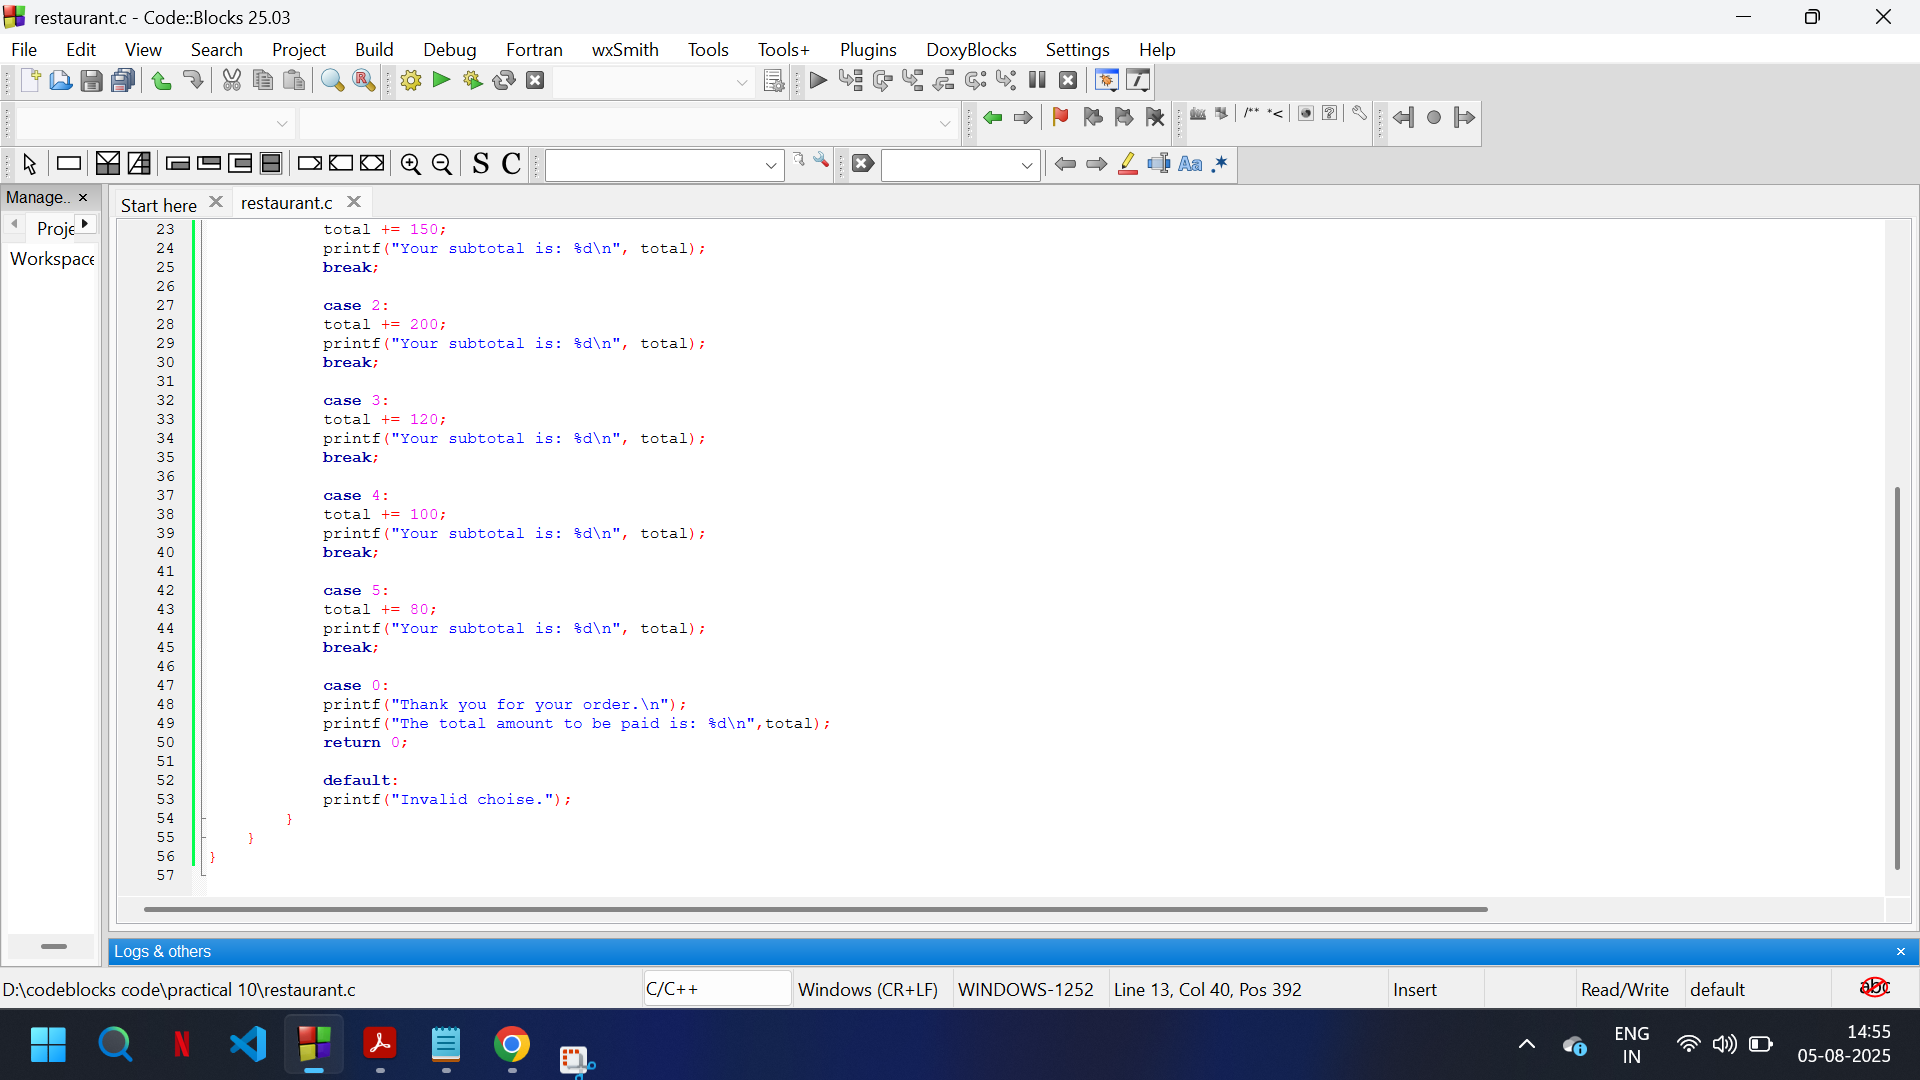 restaurant.c - Code::Blocks 25.03
File Edit View Search Project Build Debug Fortran wxSmith Tools Tools+ Plugins DoxyBlocks Settings Help
/** *<
S C
Aa .*
Manage.. ×
Start here
restaurant.c
Proje
Workspace
23 total += 150;
24 printf("Your subtotal is: %d\n", total);
25 break;
26
27 case 2:
28 total += 200;
29 printf("Your subtotal is: %d\n", total);
30 break;
31
32 case 3:
33 total += 120;
34 printf("Your subtotal is: %d\n", total);
35 break;
36
37 case 4:
38 total += 100;
39 printf("Your subtotal is: %d\n", total);
40 break;
41
42 case 5:
43 total += 80;
44 printf("Your subtotal is: %d\n", total);
45 break;
46
47 case 0:
48 printf("Thank you for your order.\n");
49 printf("The total amount to be paid is: %d\n",total);
50 return 0;
51
52 default:
53 printf("Invalid choise.");
54 }
55 }
56 }
57
Logs & others
D:\codeblocks code\practical 10\restaurant.c C/C++ Windows (CR+LF) WINDOWS-1252 Line 13, Col 40, Pos 392 Insert Read/Write default abc
ENG
IN
14:55
05-08-2025